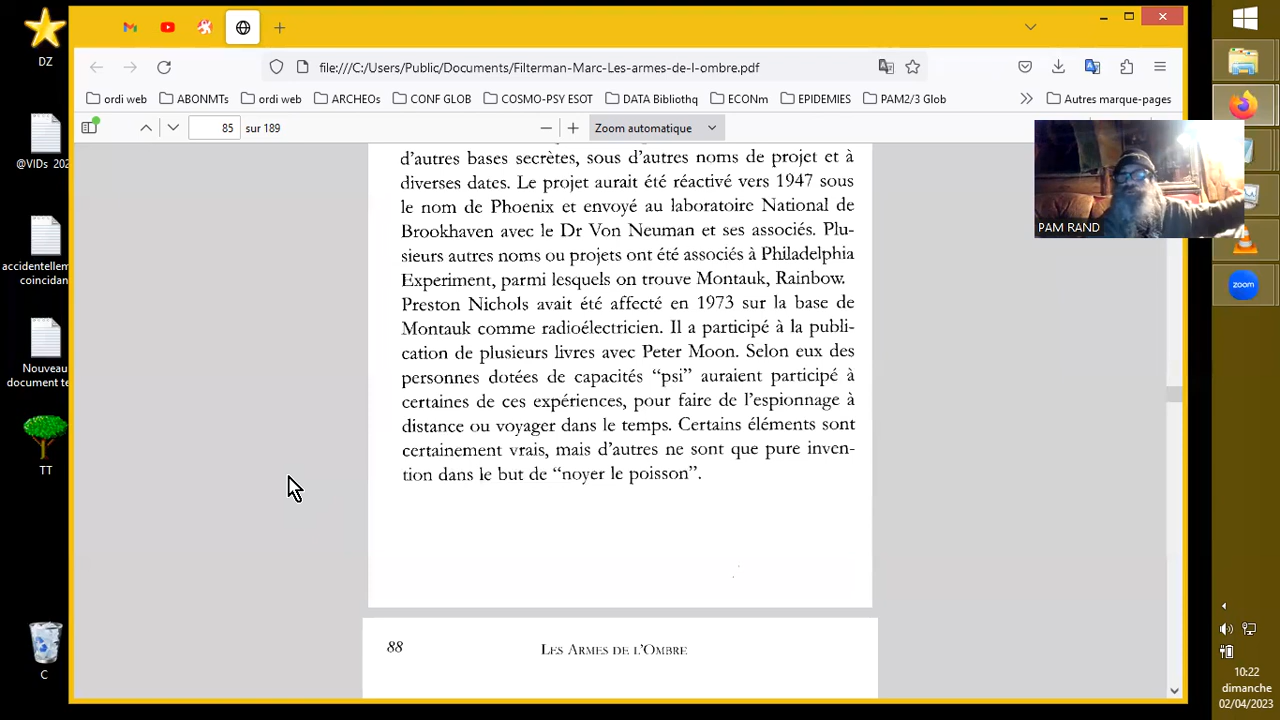 DZ
@VIDs 202
accidentellem
coincidan
Nouveau
document te
TT
C
file:///C:/Users/Public/Documents/Filterman-Marc-Les-armes-de-l-ombre.pdf
ordi web
ABONMTs
ordi web
ARCHEOs
CONF GLOB
COSMO-PSY ESOT
DATA Bibliothq
ECONm
EPIDEMIES
PAM2/3 Glob
Autres marque-pages
85 sur 189
Zoom automatique
d'autres bases secrètes, sous d'autres noms de projet et à
diverses dates. Le projet aurait été réactivé vers 1947 sous
le nom de Phoenix et envoyé au laboratoire National de
Brookhaven avec le Dr Von Neuman et ses associés. Plu-
sieurs autres noms ou projets ont été associés à Philadelphia
Experiment, parmi lesquels on trouve Montauk, Rainbow.
Preston Nichols avait été affecté en 1973 sur la base de
Montauk comme radioélectricien. Il a participé à la publi-
cation de plusieurs livres avec Peter Moon. Selon eux des
personnes dotées de capacités "psi" auraient participé à
certaines de ces expériences, pour faire de l'espionnage à
distance ou voyager dans le temps. Certains éléments sont
certainement vrais, mais d'autres ne sont que pure inven-
tion dans le but de "noyer le poisson".
88
LES ARMES DE L'OMBRE
PAM RAND
zoom
10:22
dimanche
02/04/2023